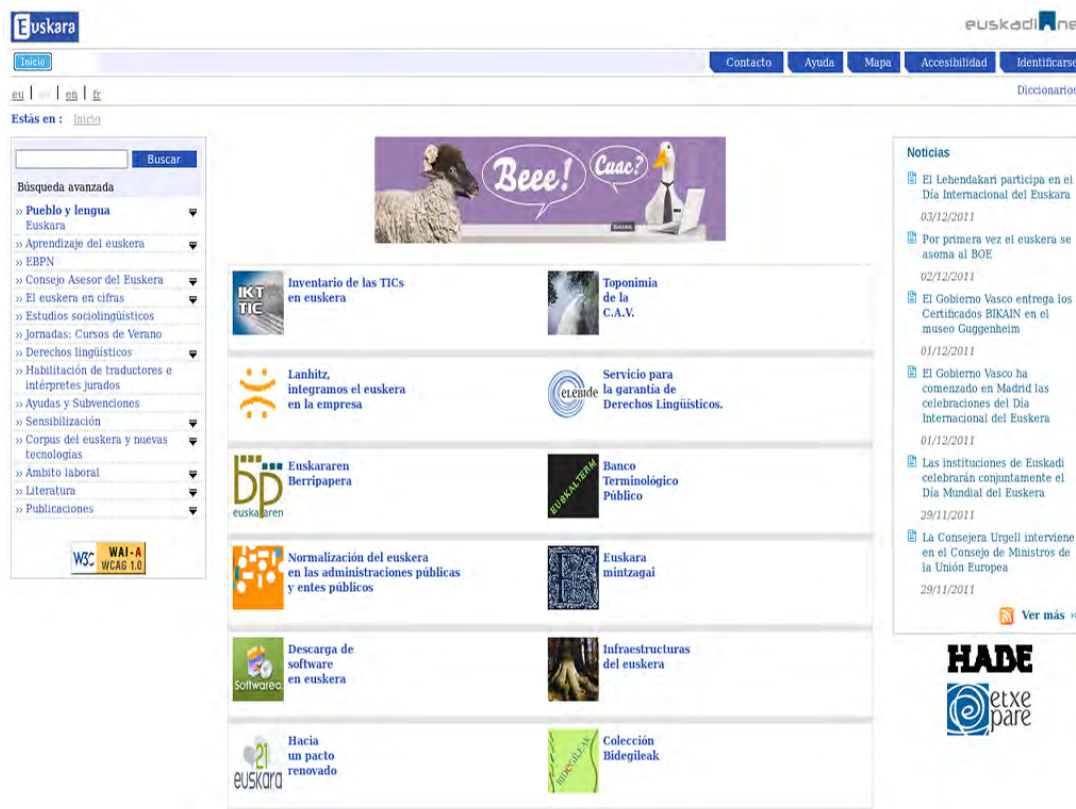 Euskara
euskadi net
Inicio
Contacto
Ayuda
Mapa
Accesibilidad
Identificarse
eu | es | en | fr
Diccionarios
Estás en : Inicio
Buscar
Búsqueda avanzada
» Pueblo y lengua
Euskara
» Aprendizaje del euskera
» EBPN
» Consejo Asesor del Euskera
» El euskera en cifras
» Estudios sociolingüísticos
» Jornadas: Cursos de Verano
» Derechos lingüísticos
» Habilitación de traductores e
intérpretes jurados
» Ayudas y Subvenciones
» Sensibilización
» Corpus del euskera y nuevas
tecnologías
» Ámbito laboral
» Literatura
» Publicaciones
W3C WAI-A
WCAG 1.0
Beee!
Cuac?
IKT
TIC
Inventario de las TICs
en euskera
Toponimia
de la
C.A.V.
Lanhitz,
integramos el euskera
en la empresa
ELEBIDE
Servicio para
la garantía de
Derechos Lingüísticos.
bp
euskararen
Euskararen
Berripapera
EUSKALTERM
Banco
Terminológico
Público
Normalización del euskera
en las administraciones públicas
y entes públicos
E
Euskara
mintzagai
Softwarea
Descarga de
software
en euskera
Infraestructuras
del euskera
21
euskara
Hacia
un pacto
renovado
BIDEGILEAK
Colección
Bidegileak
Noticias
El Lehendakari participa en el
Día Internacional del Euskara
03/12/2011
Por primera vez el euskera se
asoma al BOE
02/12/2011
El Gobierno Vasco entrega los
Certificados BIKAIN en el
museo Guggenheim
01/12/2011
El Gobierno Vasco ha
comenzado en Madrid las
celebraciones del Día
Internacional del Euskera
01/12/2011
Las instituciones de Euskadi
celebrarán conjuntamente el
Día Mundial del Euskera
29/11/2011
La Consejera Urgell interviene
en el Consejo de Ministros de
la Unión Europea
29/11/2011
Ver más »
HADE
etxe
pare